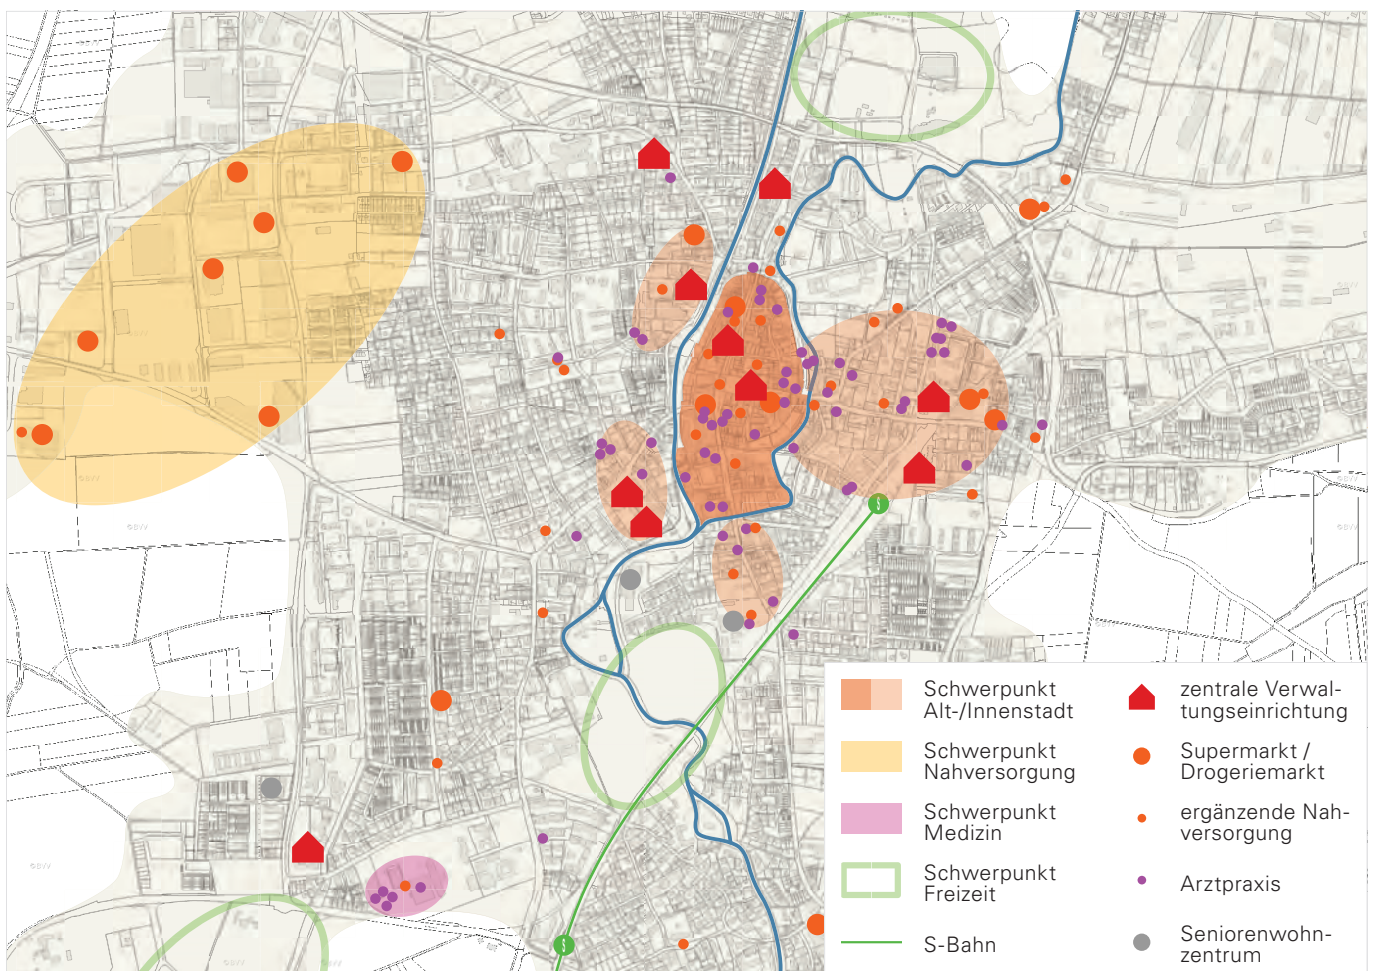 Schwerpunkt
Alt-/Innenstadt
Schwerpunkt
Nahversorgung
Schwerpunkt
Medizin
Schwerpunkt
Freizeit
S-Bahn
zentrale Verwal-
tungseinrichtung
Supermarkt /
Drogeriemarkt
ergänzende Nah-
versorgung
Arztpraxis
Seniorenwohn-
zentrum